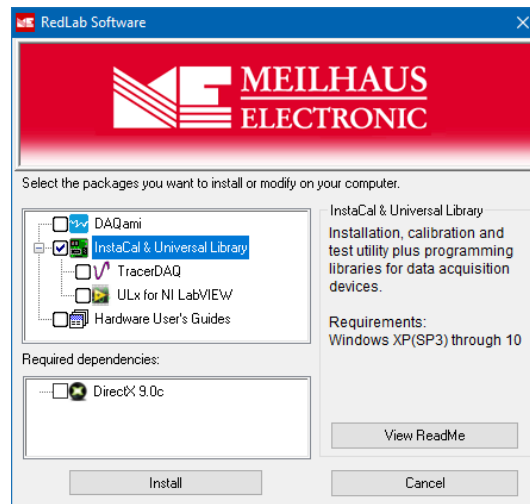 RedLab Software
MEILHAUS
ELECTRONIC
Select the packages you want to install or modify on your computer.
DAQami
InstaCal & Universal Library
TracerDAQ
ULx for NI LabVIEW
Hardware User's Guides
Required dependencies:
DirectX 9.0c
InstaCal & Universal Library
Installation, calibration and
test utility plus programming
libraries for data acquisition
devices.
Requirements:
Windows XP(SP3) through 10
View ReadMe
Install
Cancel